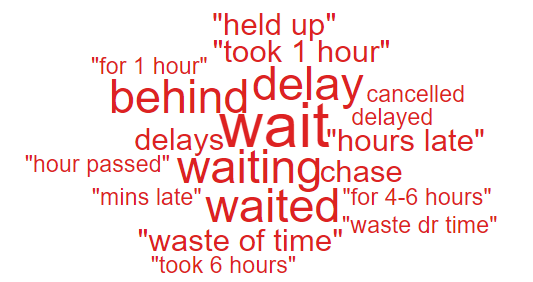 "held up"
"took 1 hour"
"for 1 hour"
delay
behind
cancelled
wait
delayed
delays
"hours late"
"hour passed"
waiting
chase
"mins late"
waited
"for 4-6 hours"
"waste dr time"
"waste of time"
"took 6 hours"